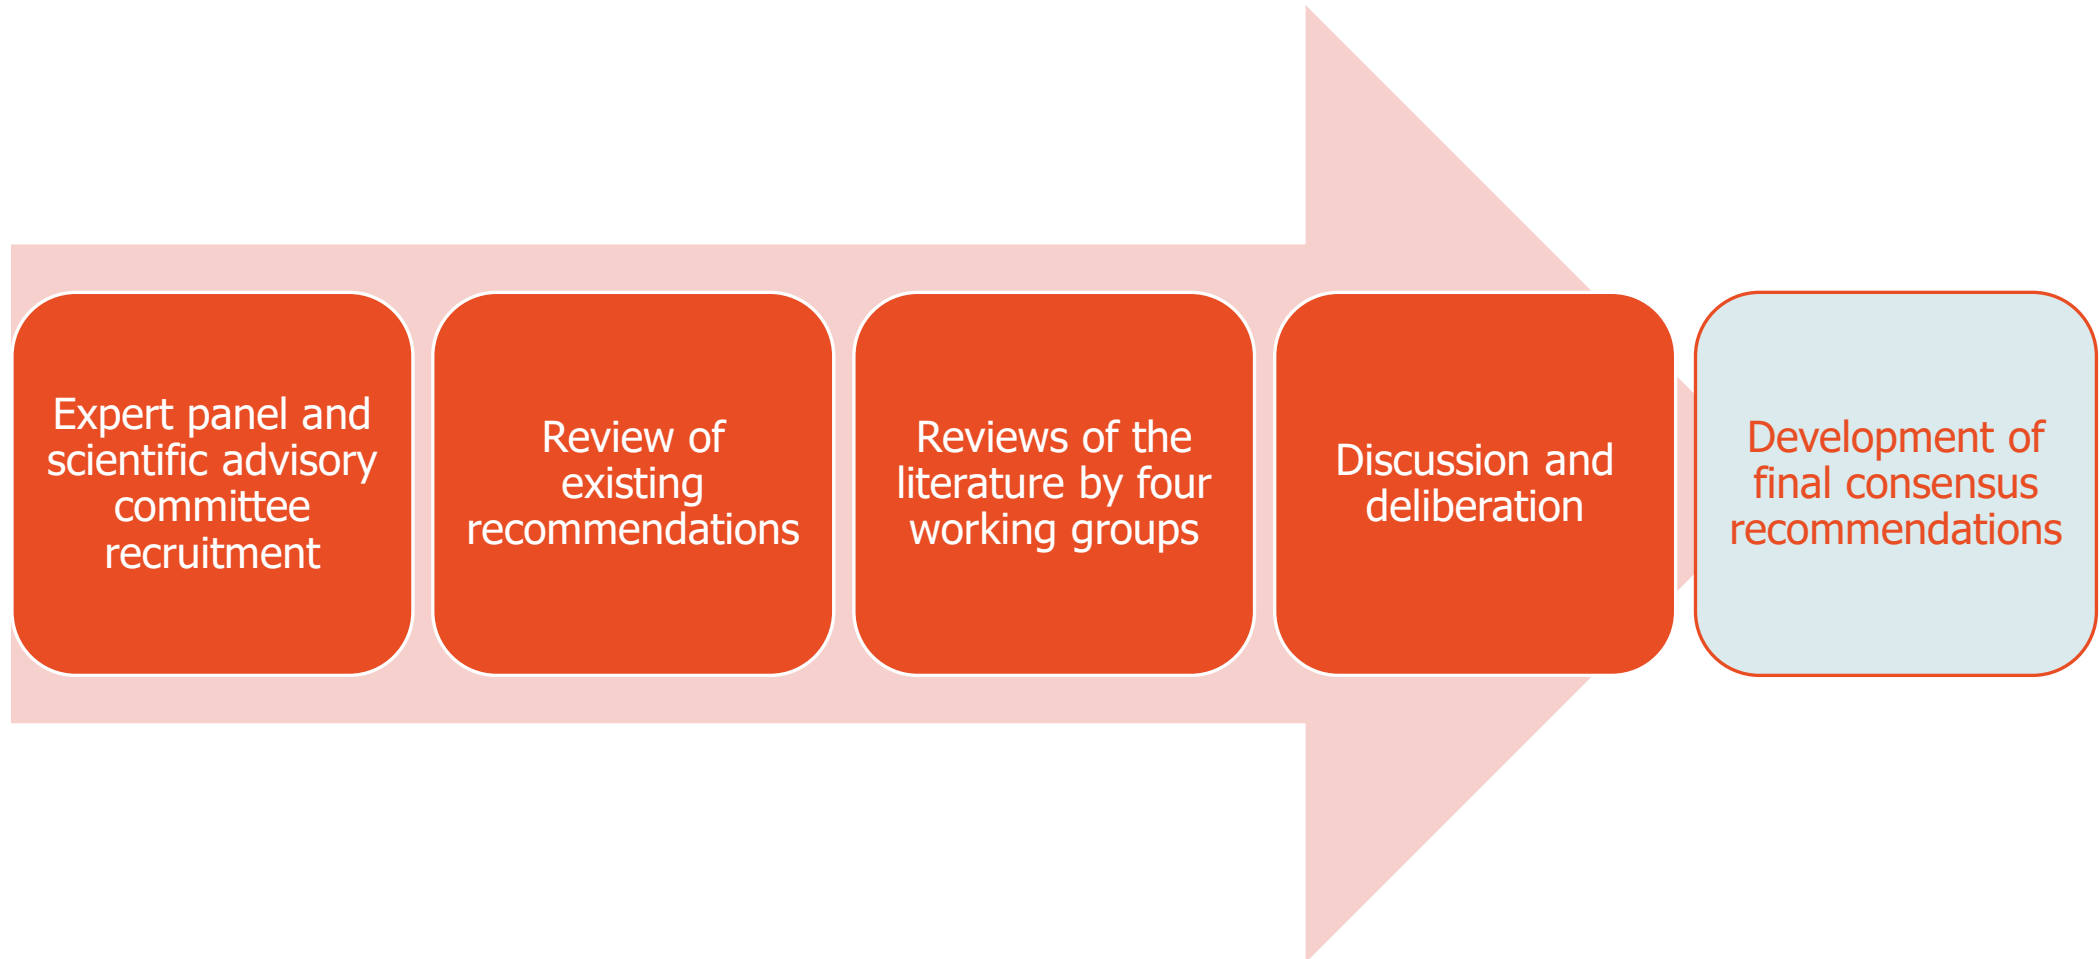 Expert panel and
scientific advisory
committee
recruitment
Review of
existing
recommendations
Reviews of the
literature by four
working groups
Discussion and
deliberation
Development of
final consensus
recommendations